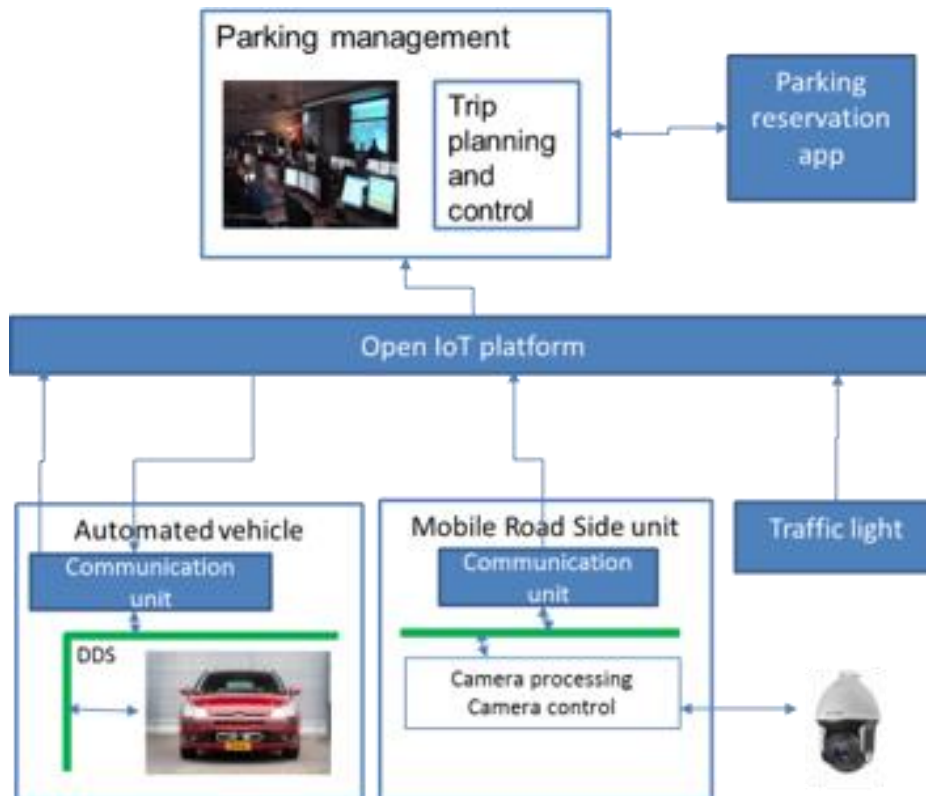 Parking management
Trip
planning
and
control
Parking
reservation
app
Open IoT platform
Automated vehicle
Communication
unit
DDS
Mobile Road Side unit
Communication
unit
Camera processing
Camera control
Traffic light